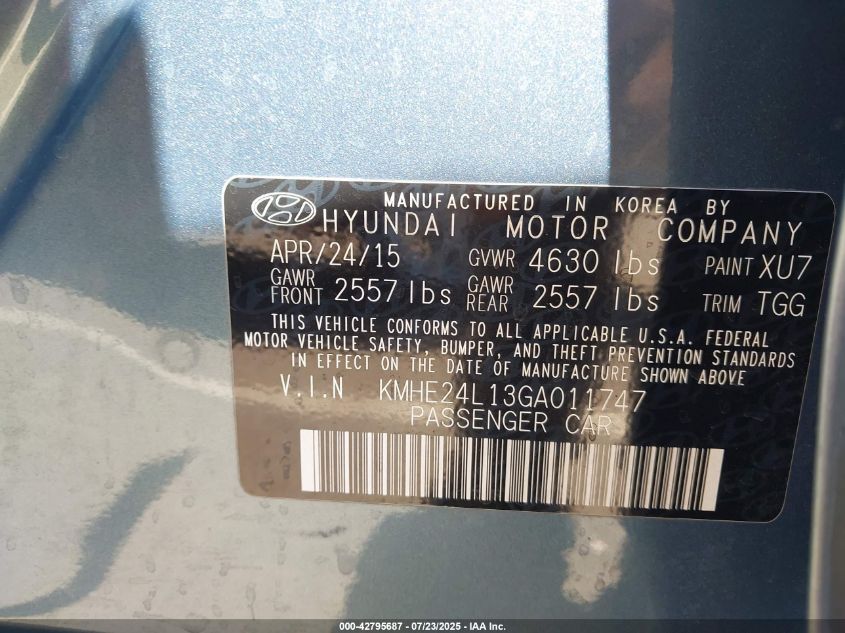 MANUFACTURED IN KOREA BY
HYUNDAI MOTOR COMPANY
APR/24/15 GVWR 4630 lbs PAINT XU7
GAWR FRONT 2557 lbs GAWR REAR 2557 lbs TRIM TGG
THIS VEHICLE CONFORMS TO ALL APPLICABLE U.S.A. FEDERAL
MOTOR VEHICLE SAFETY, BUMPER, AND THEFT PREVENTION STANDARDS
IN EFFECT ON THE DATE OF MANUFACTURE SHOWN ABOVE
V.I.N KMHE24L13GA011747
PASSENGER CAR
000-42795687 - 07/23/2025 - IAA Inc.